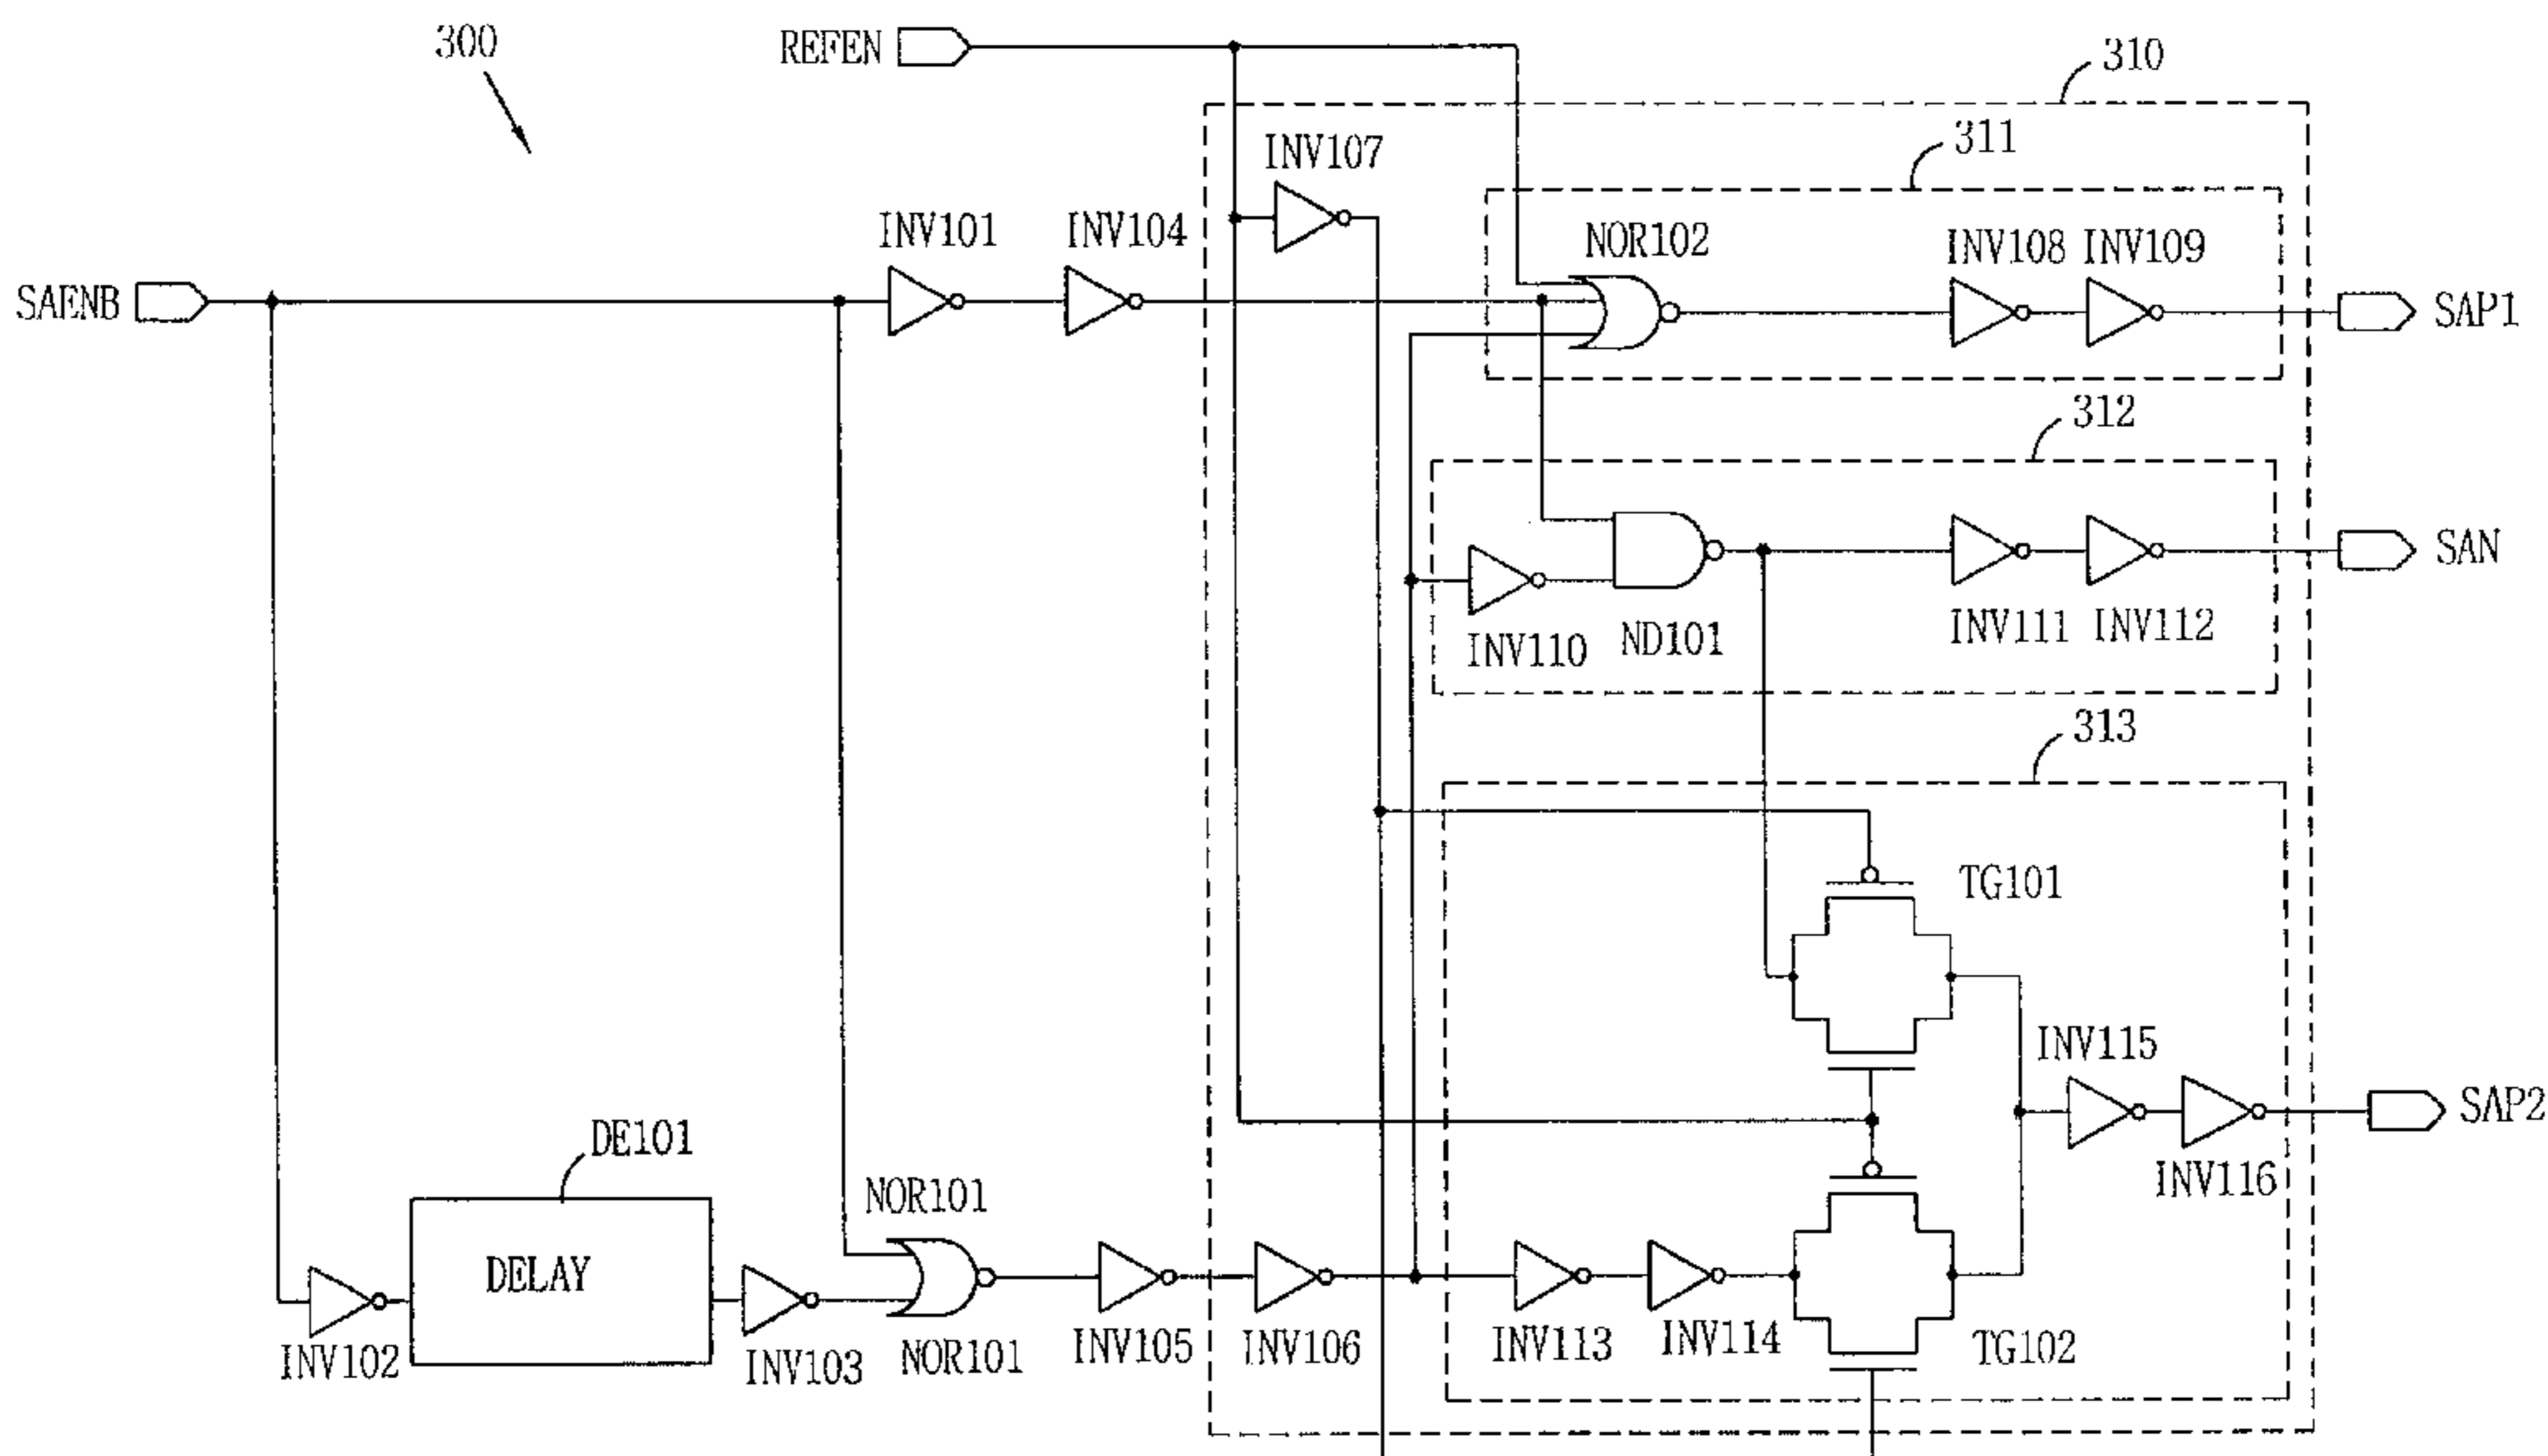 300
REFEN
310
311
INV107
INV101
INV104
NOR102
INV108
INV109
SAENB
SAP1
312
SAN
INV110
ND101
INV111
INV112
313
TG101
INV115
DE101
SAP2
NOR101
INV116
DELAY
INV102
INV103
NOR101
INV105
INV106
INV113
INV114
TG102